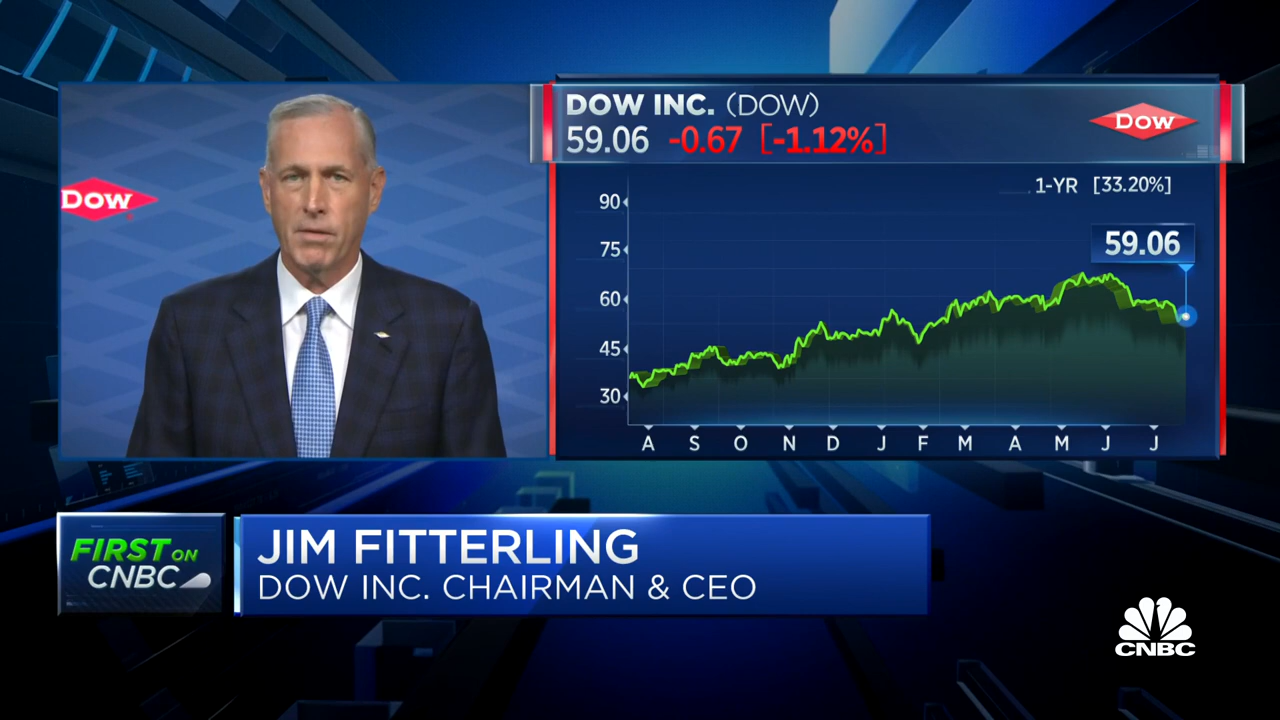 DOW INC. (DOW)
59.06 -0.67 [-1.12%]
Dow
Dow
1-YR [33.20%]
59.06
90
75
60
45
30
A S O N D J F M A M J J
FIRST ON
CNBC
JIM FITTERLING
DOW INC. CHAIRMAN & CEO
CNBC